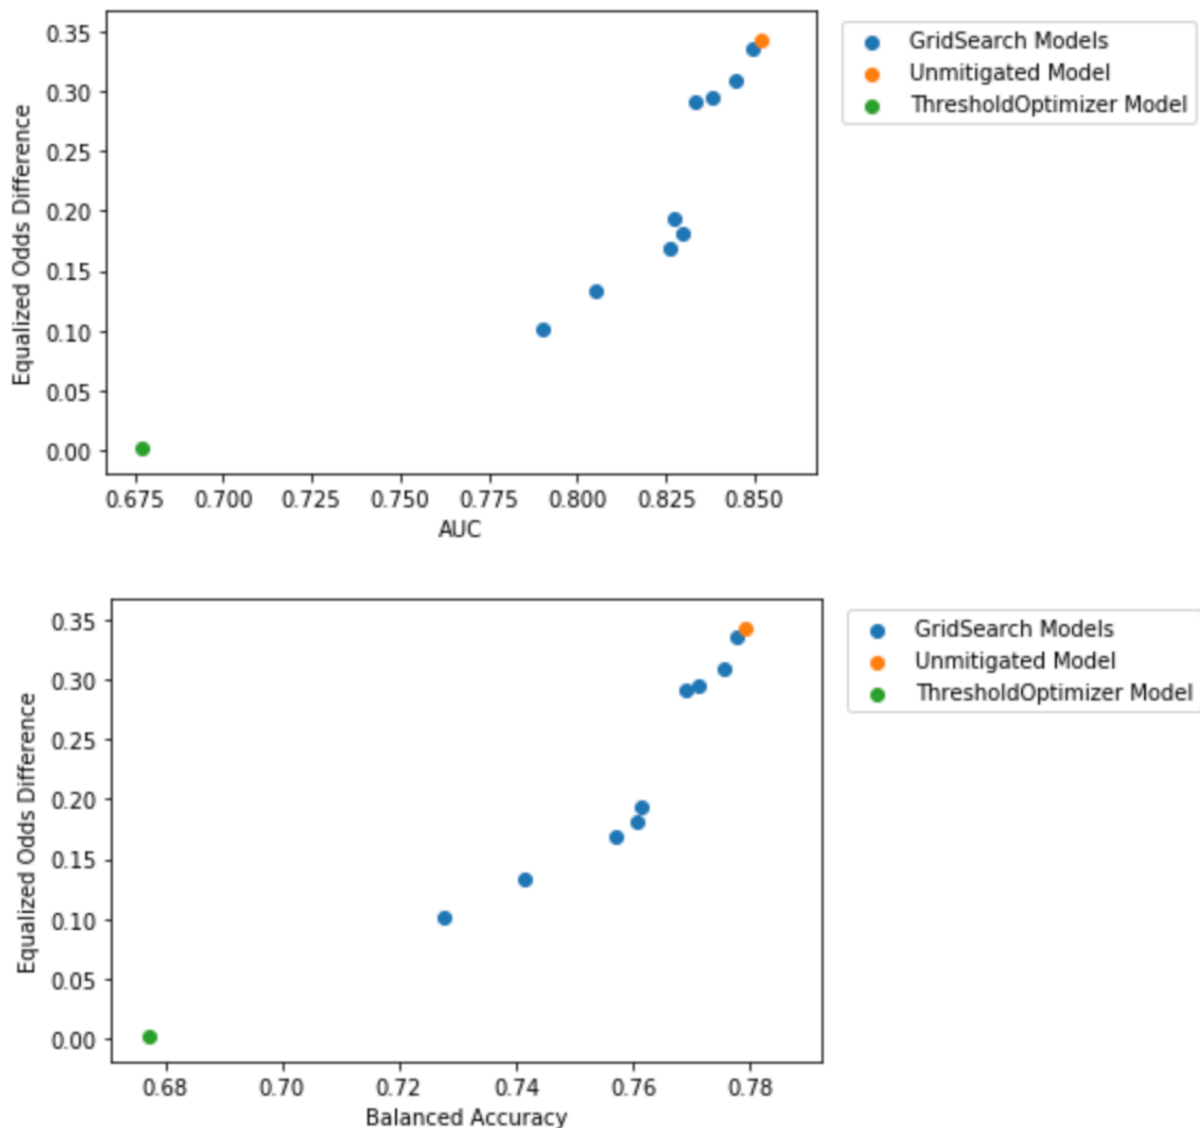 0.35
0.30
0.25
0.20
0.15
0.10
0.05
0.00
Equalized Odds Difference
0.675 0.700 0.725 0.750 0.775 0.800 0.825 0.850
AUC
GridSearch Models
Unmitigated Model
ThresholdOptimizer Model
0.35
0.30
0.25
0.20
0.15
0.10
0.05
0.00
Equalized Odds Difference
0.68 0.70 0.72 0.74 0.76 0.78
Balanced Accuracy
GridSearch Models
Unmitigated Model
ThresholdOptimizer Model